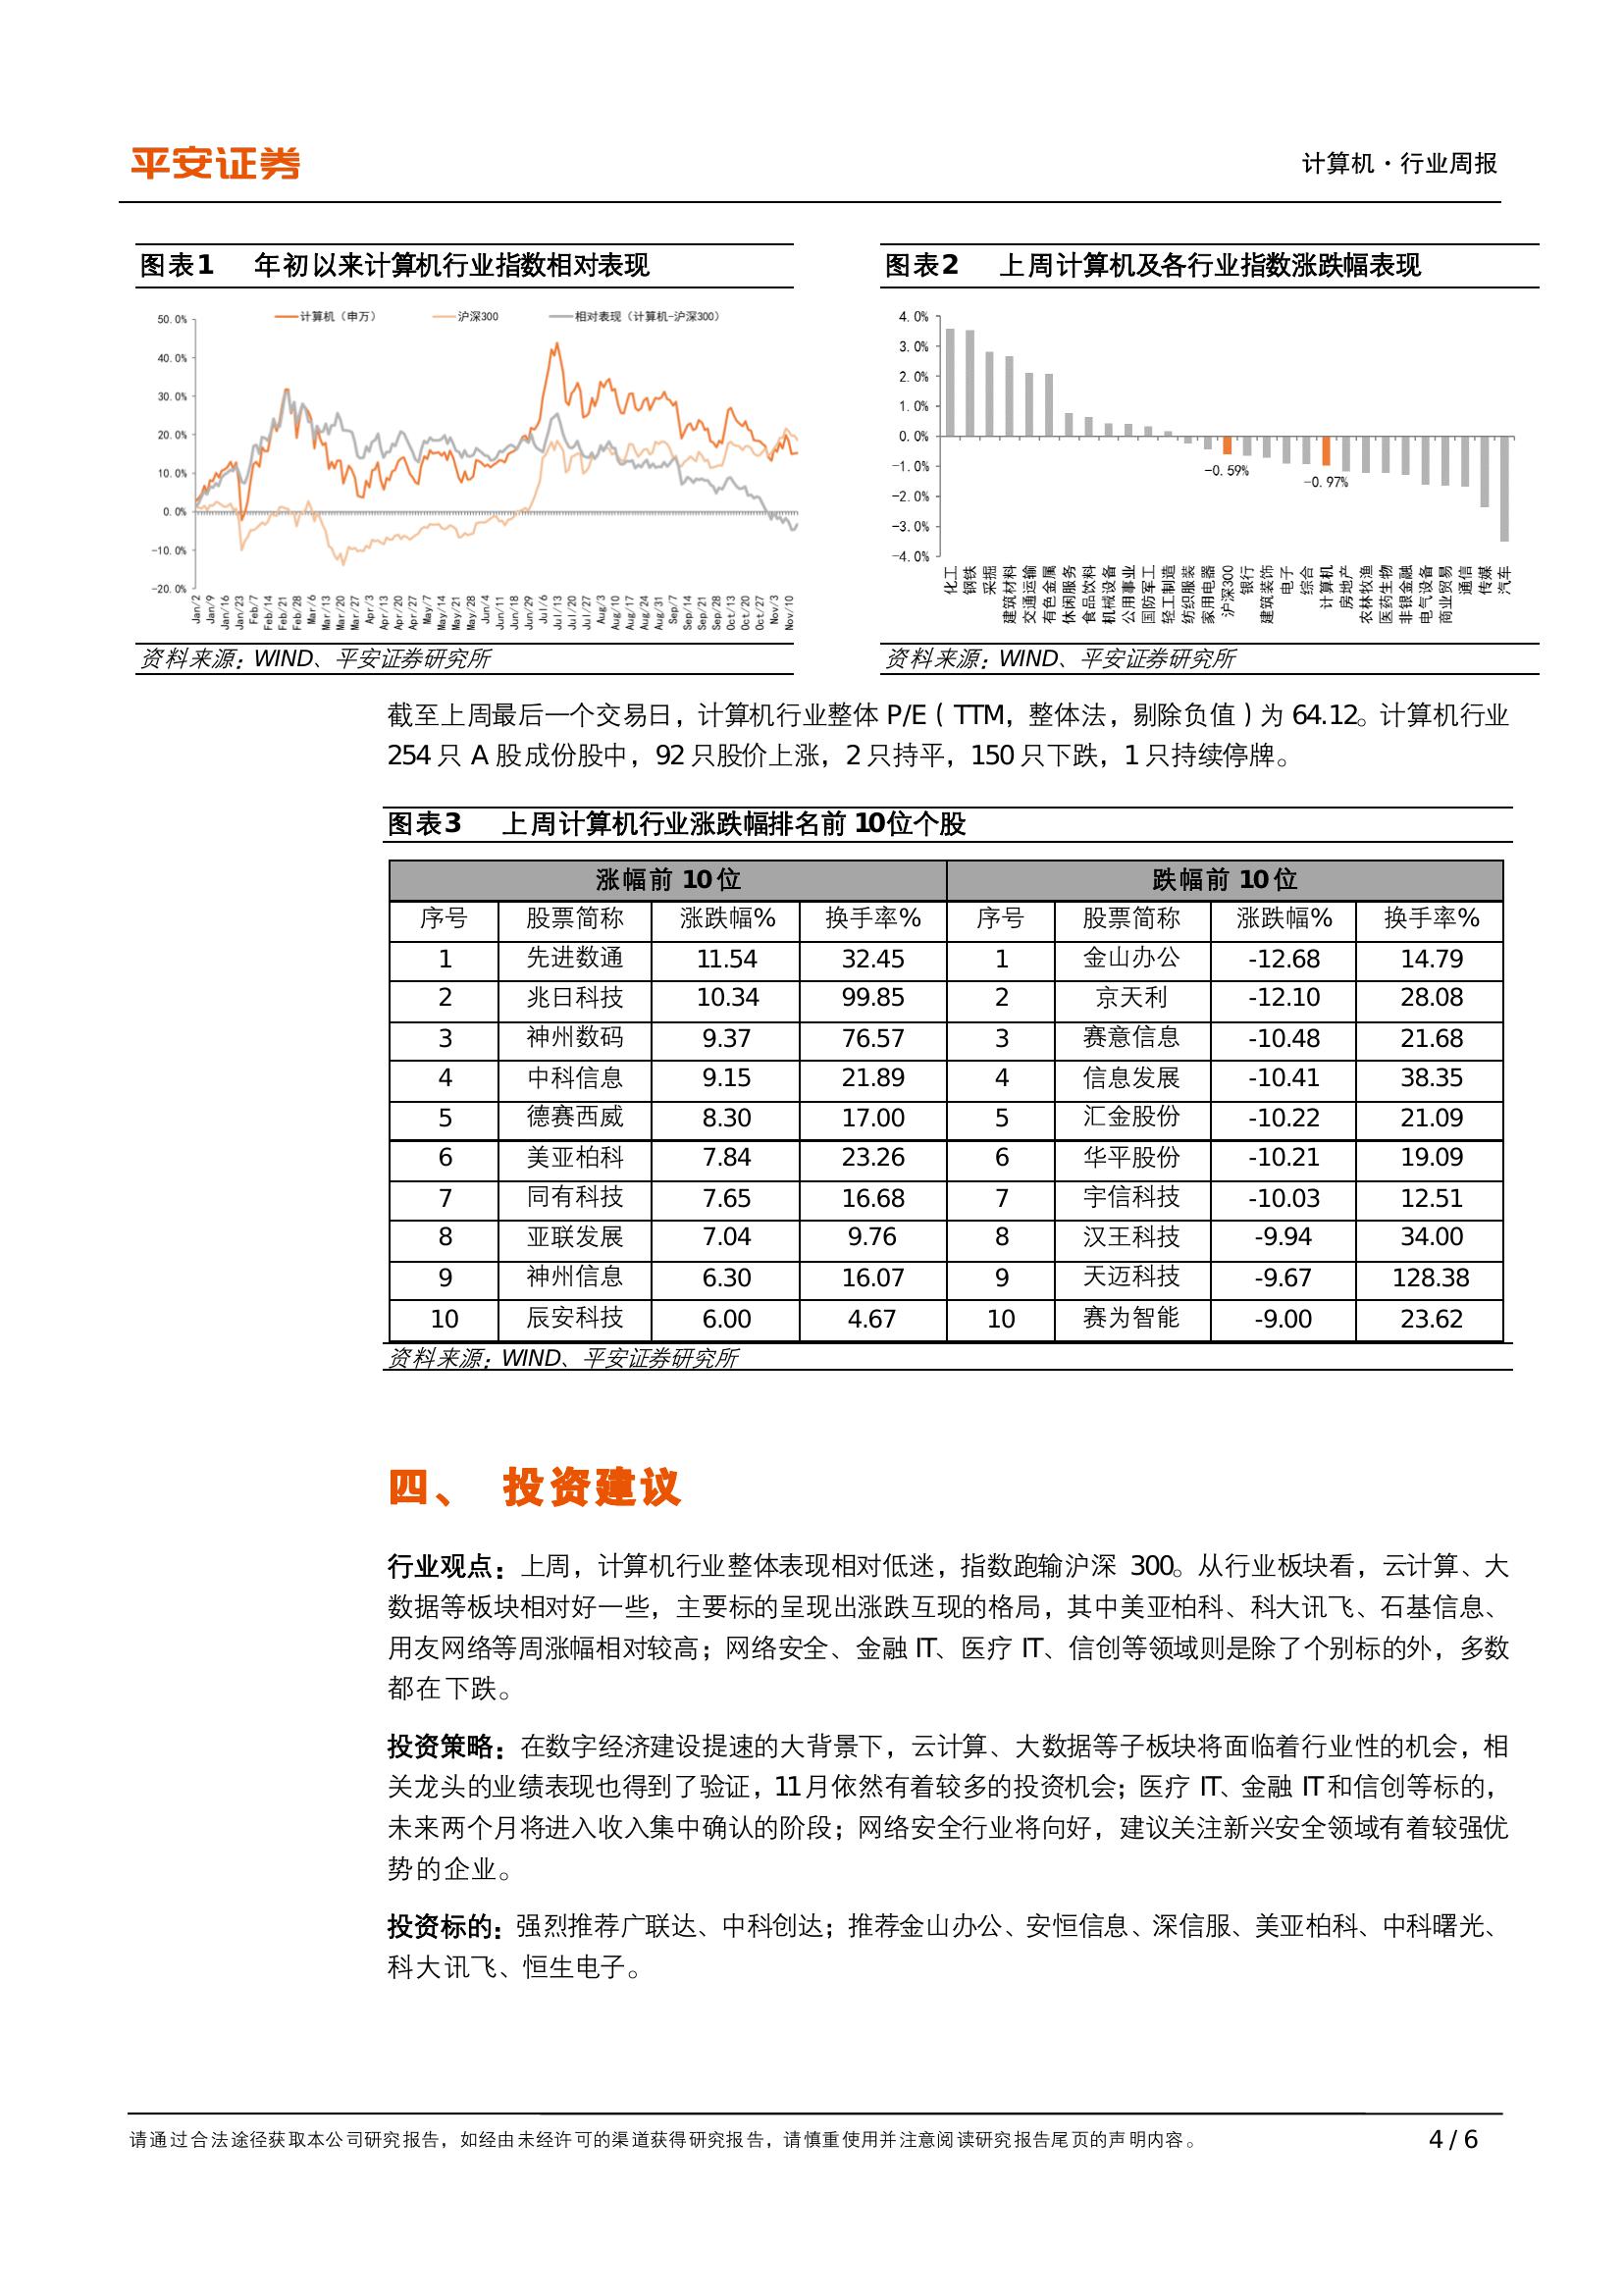 平安证券
计算机·行业周报
图表1 年初以来计算机行业指数相对表现
50.0%
40.0%
30.0%
20.0%
10.0%
0.0%
-10.0%
-20.0%
计算机（申万）
沪深300
相对表现（计算机-沪深300）
Jan/2
Jan/9
Jan/16
Jan/23
Feb/7
Feb/14
Feb/21
Feb/28
Mar/6
Mar/13
Mar/20
Mar/27
Apr/3
Apr/13
Apr/20
Apr/27
May/7
May/14
May/21
May/28
Jun/4
Jun/11
Jun/18
Jun/29
Jul/6
Jul/13
Jul/20
Jul/27
Aug/3
Aug/10
Aug/17
Aug/24
Aug/31
Sep/7
Sep/14
Sep/21
Sep/28
Oct/13
Oct/20
Oct/27
Nov/3
Nov/10
资料来源：WIND、平安证券研究所
图表2 上周计算机及各行业指数涨跌幅表现
4.0%
3.0%
2.0%
1.0%
0.0%
-1.0%
-2.0%
-3.0%
-4.0%
-0.59%
-0.97%
化工
钢铁
采掘
建筑材料
交通运输
有色金属
休闲服务
食品饮料
机械设备
公用事业
国防军工
轻工制造
纺织服装
家用电器
沪深300
银行
建筑装饰
电子
综合
计算机
房地产
农林牧渔
医药生物
非银金融
电气设备
商业贸易
通信
传媒
汽车
资料来源：WIND、平安证券研究所
截至上周最后一个交易日，计算机行业整体 P/E（TTM，整体法，剔除负值）为 64.12。计算机行业
254 只 A 股成份股中，92 只股价上涨，2 只持平，150 只下跌，1 只持续停牌。
图表3 上周计算机行业涨跌幅排名前 10位个股
涨幅前 10 位 跌幅前 10 位
序号 股票简称 涨跌幅% 换手率% 序号 股票简称 涨跌幅% 换手率%
1 先进数通 11.54 32.45 1 金山办公 -12.68 14.79
2 兆日科技 10.34 99.85 2 京天利 -12.10 28.08
3 神州数码 9.37 76.57 3 赛意信息 -10.48 21.68
4 中科信息 9.15 21.89 4 信息发展 -10.41 38.35
5 德赛西威 8.30 17.00 5 汇金股份 -10.22 21.09
6 美亚柏科 7.84 23.26 6 华平股份 -10.21 19.09
7 同有科技 7.65 16.68 7 宇信科技 -10.03 12.51
8 亚联发展 7.04 9.76 8 汉王科技 -9.94 34.00
9 神州信息 6.30 16.07 9 天迈科技 -9.67 128.38
10 辰安科技 6.00 4.67 10 赛为智能 -9.00 23.62
资料来源：WIND、平安证券研究所
四、 投资建议
行业观点：上周，计算机行业整体表现相对低迷，指数跑输沪深 300。从行业板块看，云计算、大
数据等板块相对好一些，主要标的呈现出涨跌互现的格局，其中美亚柏科、科大讯飞、石基信息、
用友网络等周涨幅相对较高；网络安全、金融 IT、医疗 IT、信创等领域则是除了个别标的外，多数
都在下跌。
投资策略：在数字经济建设提速的大背景下，云计算、大数据等子板块将面临着行业性的机会，相
关龙头的业绩表现也得到了验证，11 月依然有着较多的投资机会；医疗 IT、金融 IT 和信创等标的，
未来两个月将进入收入集中确认的阶段；网络安全行业将向好，建议关注新兴安全领域有着较强优
势的企业。
投资标的：强烈推荐广联达、中科创达；推荐金山办公、安恒信息、深信服、美亚柏科、中科曙光、
科大讯飞、恒生电子。
请通过合法途径获取本公司研究报告，如经由未经许可的渠道获得研究报告，请慎重使用并注意阅读研究报告尾页的声明内容。
4 / 6